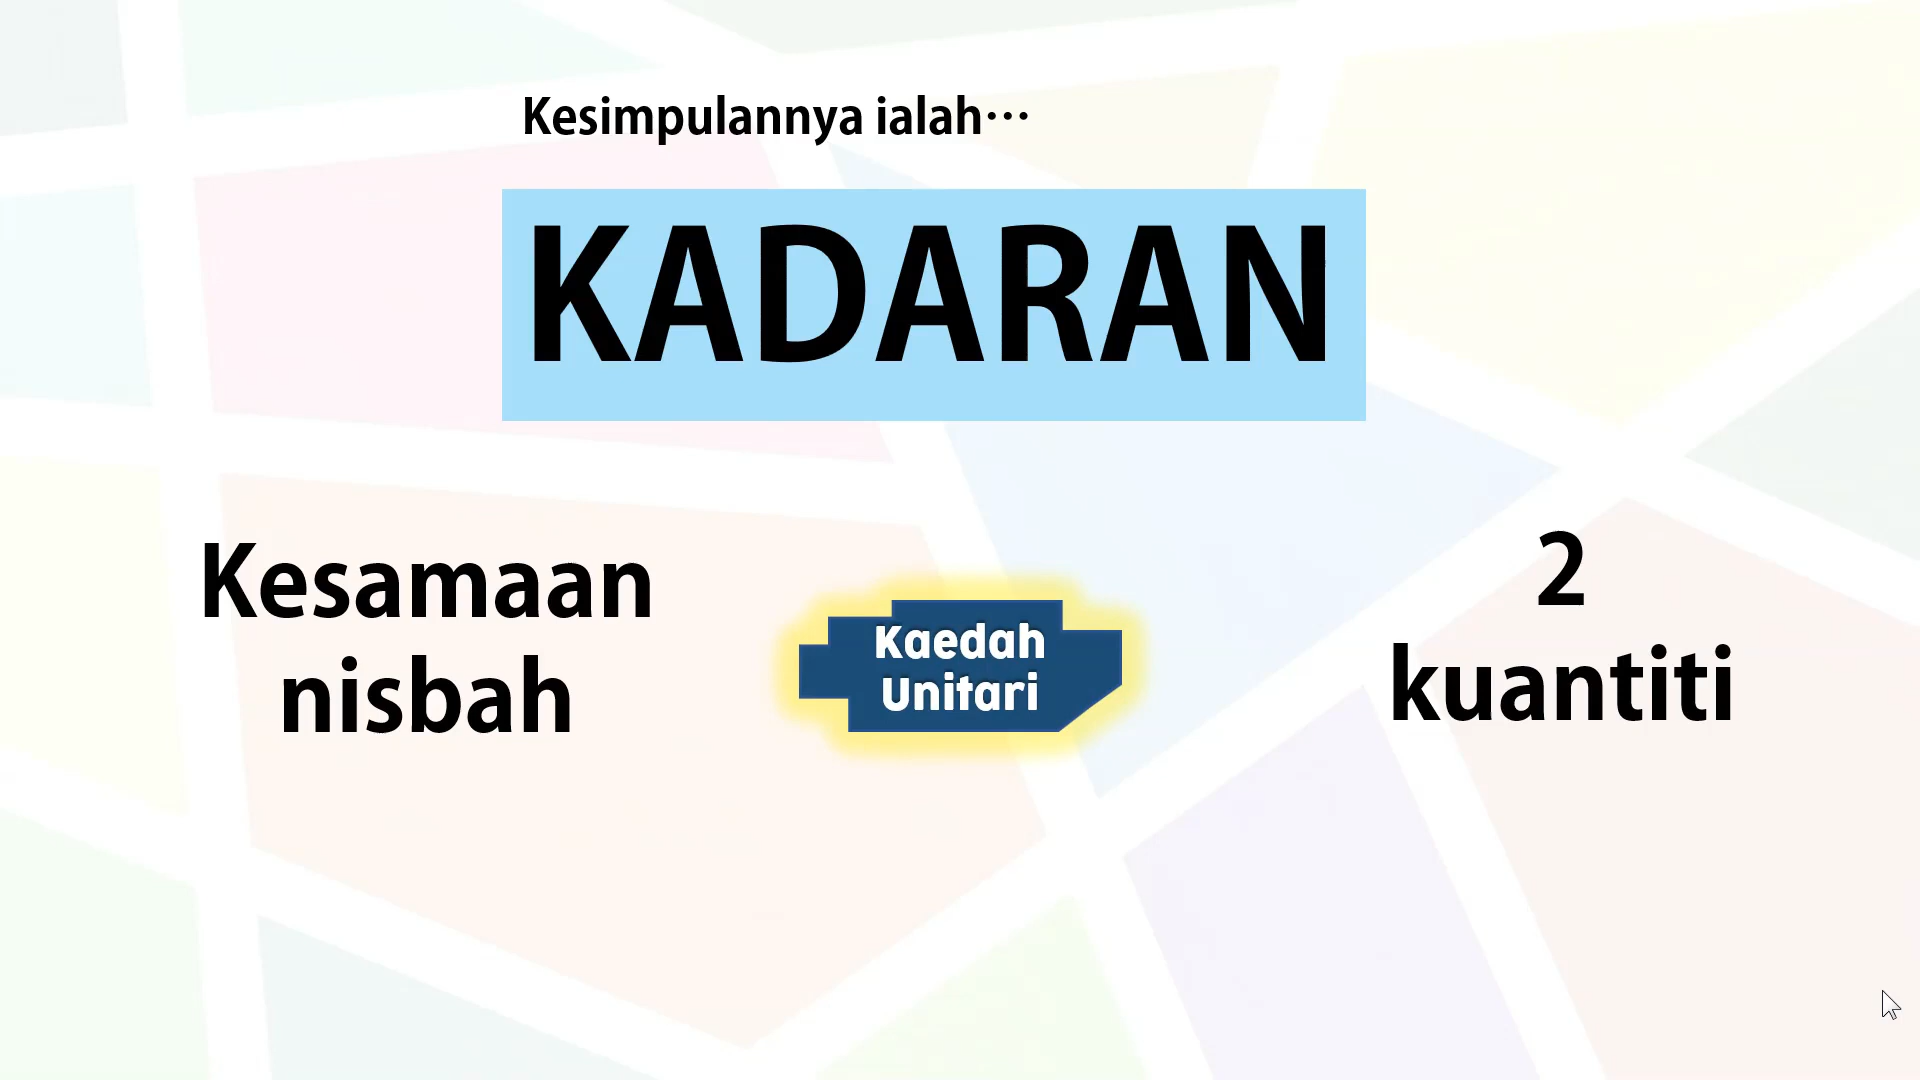 Kesimpulannya ialah…
KADARAN
Kesamaan
nisbah
Kaedah
Unitari
2
kuantiti